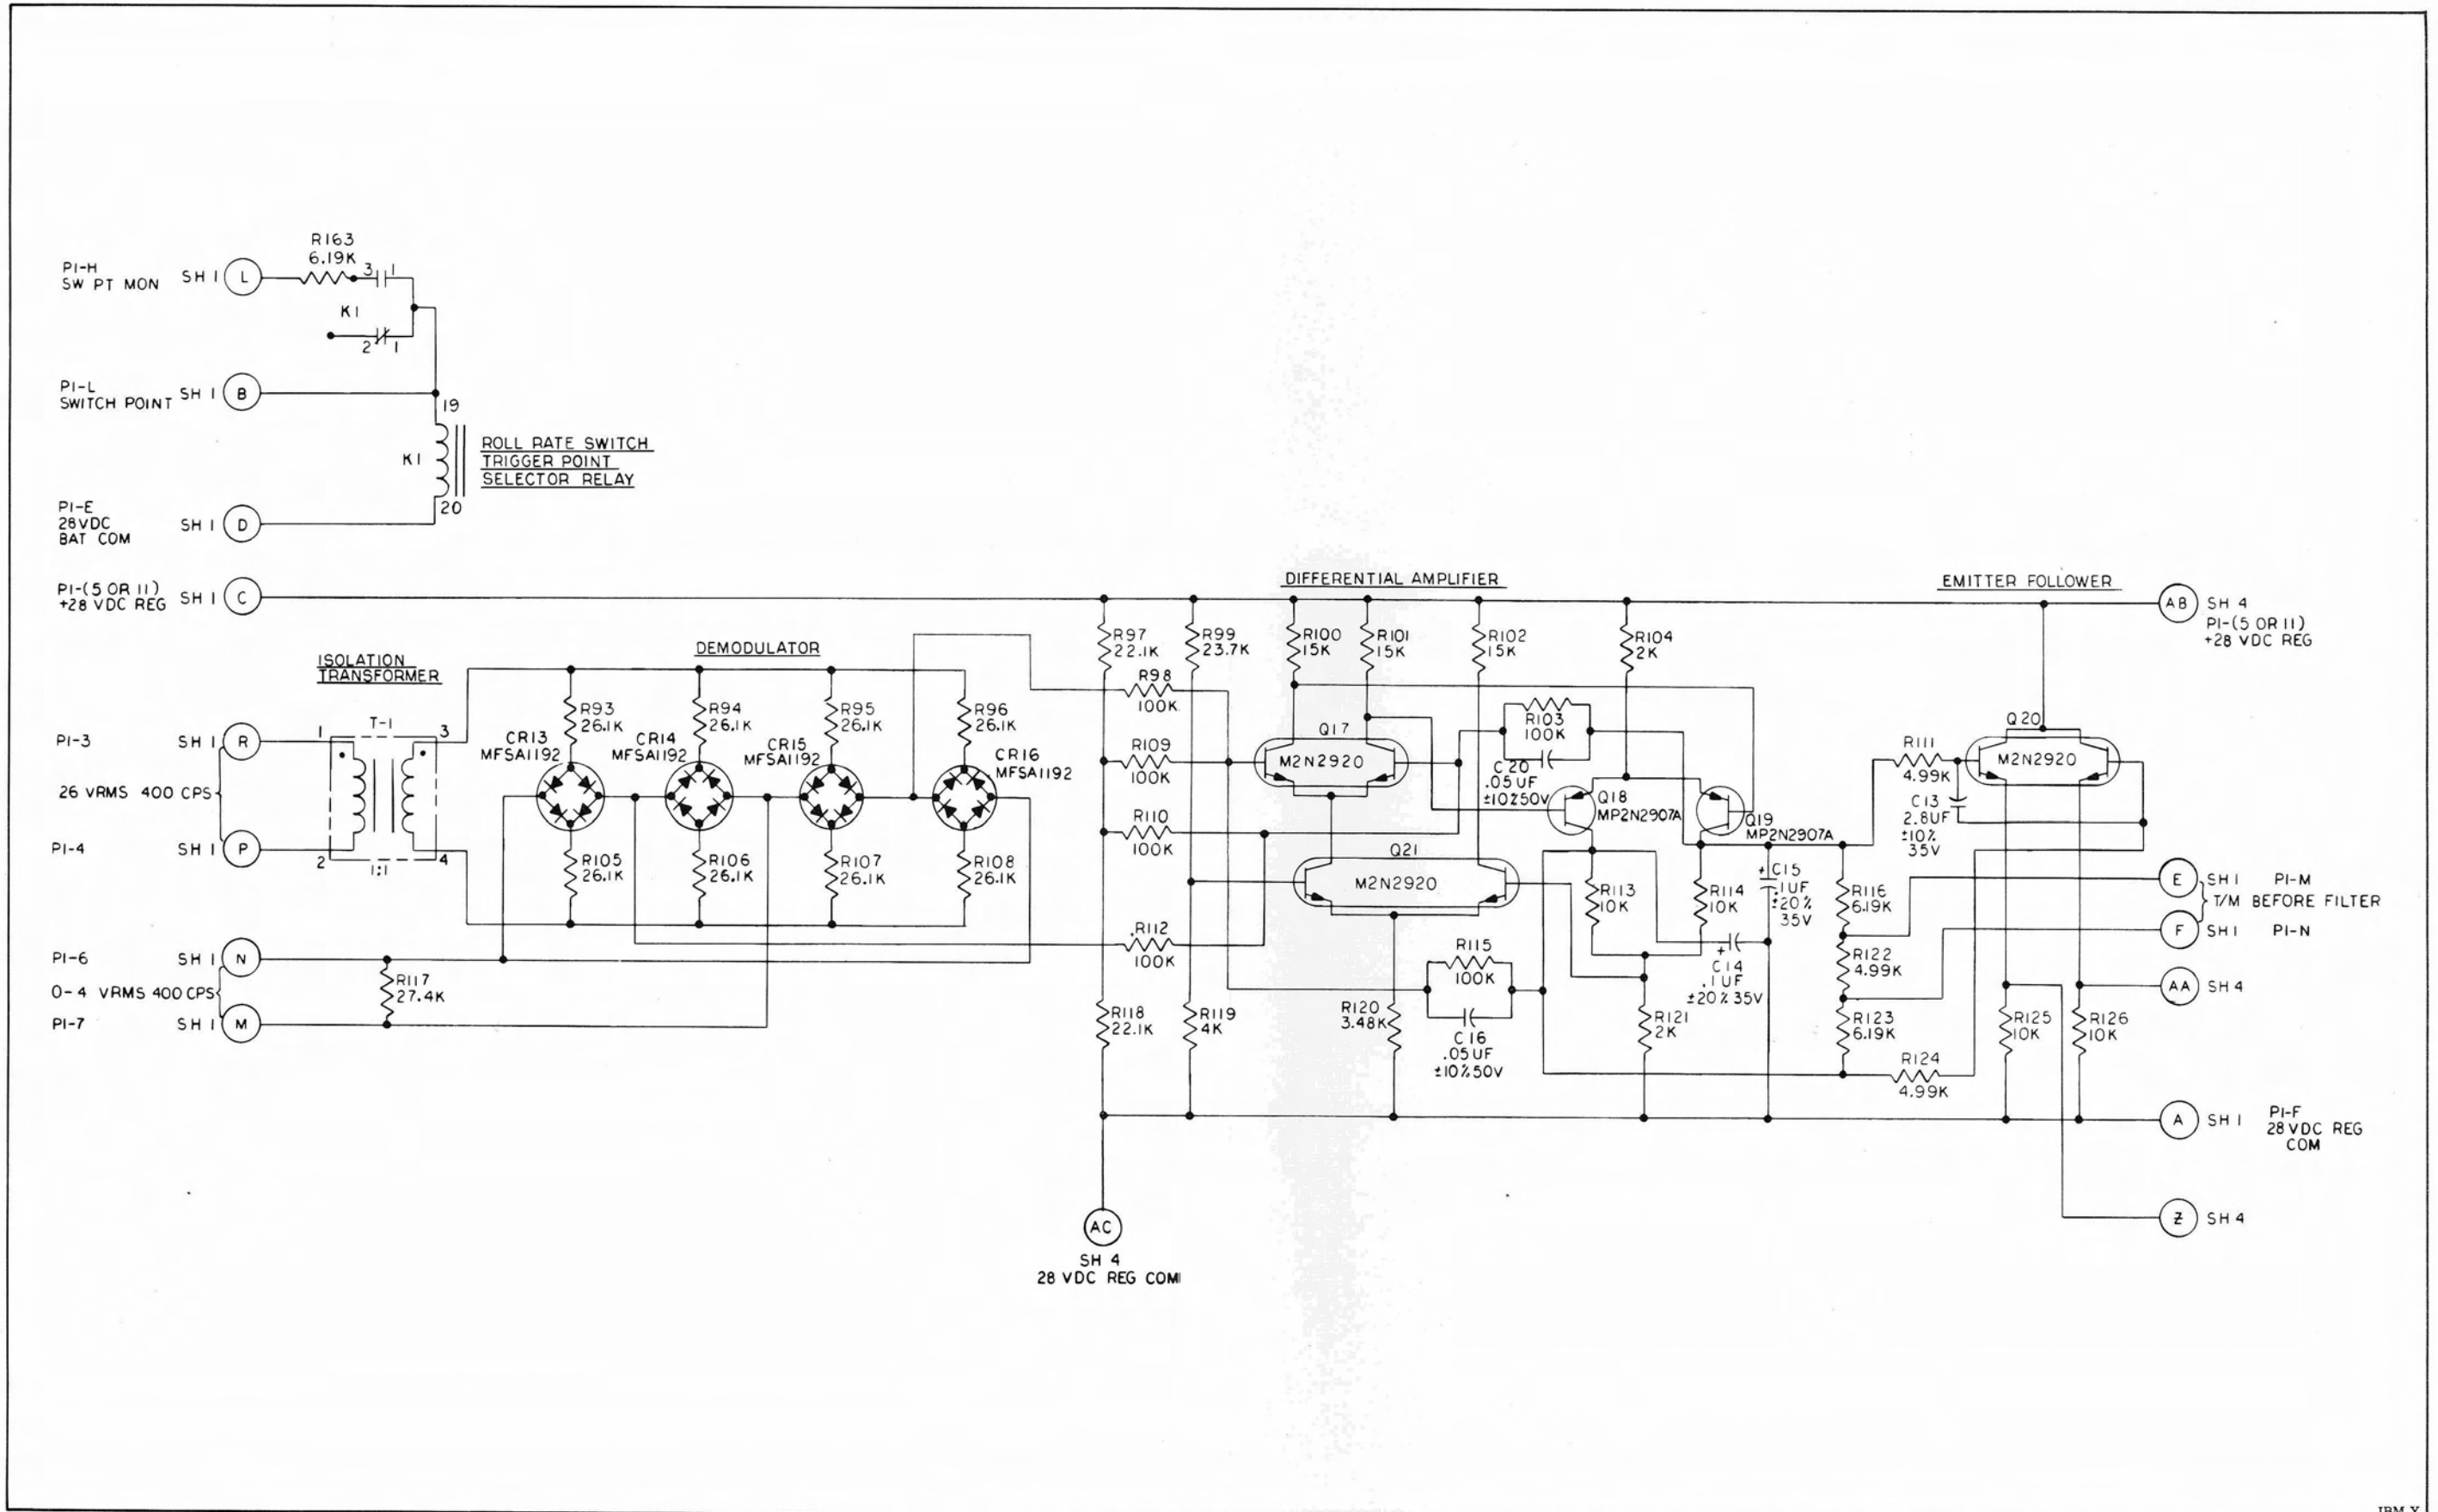 R163
6.19K
3 1
P1-H
SW PT MON
SH 1
L
K1
2 1
P1-L
SWITCH POINT
SH 1
B
19
K1
ROLL RATE SWITCH
TRIGGER POINT
SELECTOR RELAY
20
P1-E
28VDC
BAT COM
SH 1
D
P1-(5 OR 11)
+28 VDC REG
SH 1
C
DIFFERENTIAL AMPLIFIER
EMITTER FOLLOWER
AB
SH 4
P1-(5 OR 11)
+28 VDC REG
ISOLATION
TRANSFORMER
DEMODULATOR
R97
22.1K
R99
23.7K
R100
15K
R101
15K
R102
15K
R104
2K
R98
100K
P1-3
SH 1
R
1
T-1
3
26 VRMS 400 CPS
P1-4
SH 1
P
2
1:1
4
R93
26.1K
R94
26.1K
R95
26.1K
R96
26.1K
CR13
MFSA1192
CR14
MFSA1192
CR15
MFSA1192
CR16
MFSA1192
R105
26.1K
R106
26.1K
R107
26.1K
R108
26.1K
R109
100K
R110
100K
R112
100K
Q17
M2N2920
R103
100K
C20
.05UF
±10%50V
Q18
MP2N2907A
Q19
MP2N2907A
Q21
M2N2920
R111
4.99K
Q20
M2N2920
C13
2.8UF
±10%
35V
R113
10K
R114
10K
+ C15
.1UF
±20%
35V
R116
6.19K
R122
4.99K
R123
6.19K
+
C14
.1UF
±20% 35V
E
SH 1 P1-M
T/M BEFORE FILTER
F
SH 1 P1-N
AA
SH 4
P1-6
SH 1
N
0-4 VRMS 400 CPS
R117
27.4K
P1-7
SH 1
M
R118
22.1K
R119
4K
R120
3.48K
R115
100K
C16
.05UF
±10%50V
R121
2K
R124
4.99K
R125
10K
R126
10K
A
SH 1
P1-F
28VDC REG
COM
Z
SH 4
AC
SH 4
28 VDC REG COM